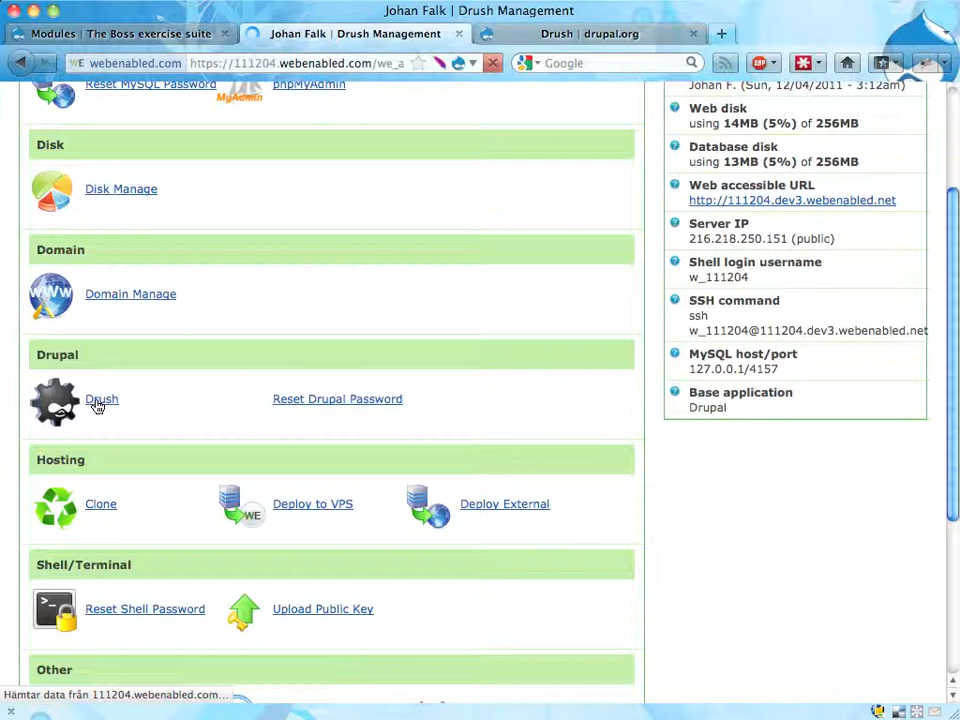 Johan Falk | Drush Management
Modules | The Boss exercise suite
Johan Falk | Drush Management
Drush | drupal.org
WE webenabled.com
https://111204.webenabled.com/we_a
Google
ABP
Reset MySQL Password
phpMyAdmin
MyAdmin
Johan F. (Sun, 12/04/2011 - 3:12am)
Disk
Disk Manage
Domain
www
Domain Manage
Drupal
Drush
Reset Drupal Password
Hosting
Clone
WE
Deploy to VPS
Deploy External
Shell/Terminal
>_
Reset Shell Password
Upload Public Key
Other
Web disk
using 14MB (5%) of 256MB
Database disk
using 13MB (5%) of 256MB
Web accessible URL
http://111204.dev3.webenabled.net
Server IP
216.218.250.151 (public)
Shell login username
w_111204
SSH command
ssh
w_111204@111204.dev3.webenabled.net
MySQL host/port
127.0.0.1/4157
Base application
Drupal
Hämtar data från 111204.webenabled.com...